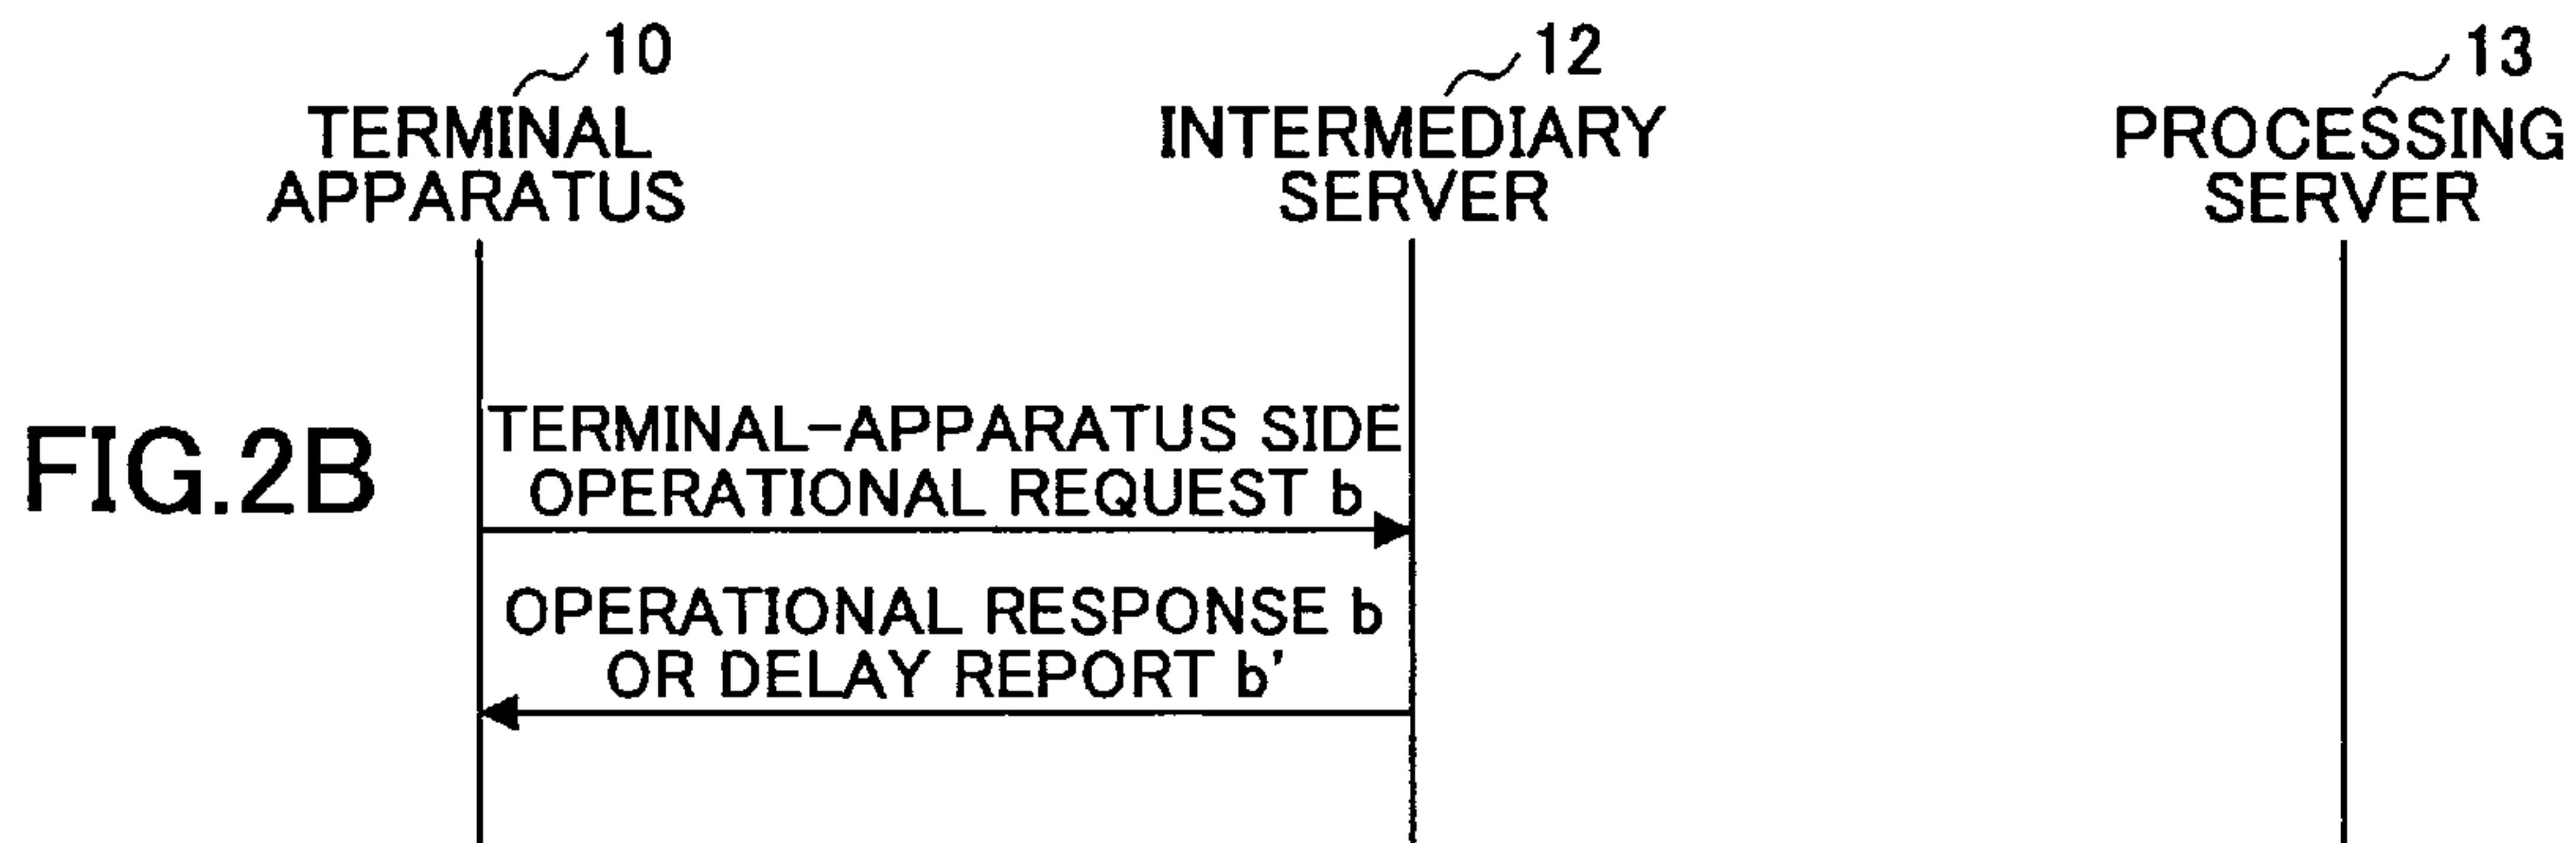 10
TERMINAL
APPARATUS
12
INTERMEDIARY
SERVER
13
PROCESSING
SERVER
FIG.2B
TERMINAL-APPARATUS SIDE
OPERATIONAL REQUEST b
OPERATIONAL RESPONSE b
OR DELAY REPORT b'